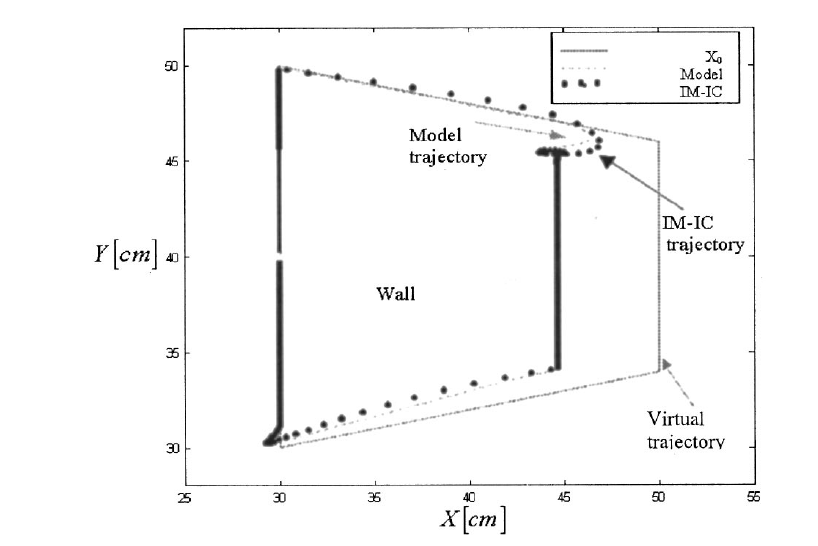 X₀
Model
IM-IC
50
Model
trajectory
45
IM-IC
trajectory
Y[cm]
40
Wall
35
Virtual
trajectory
30
25
30
35
40
45
50
55
X[cm]